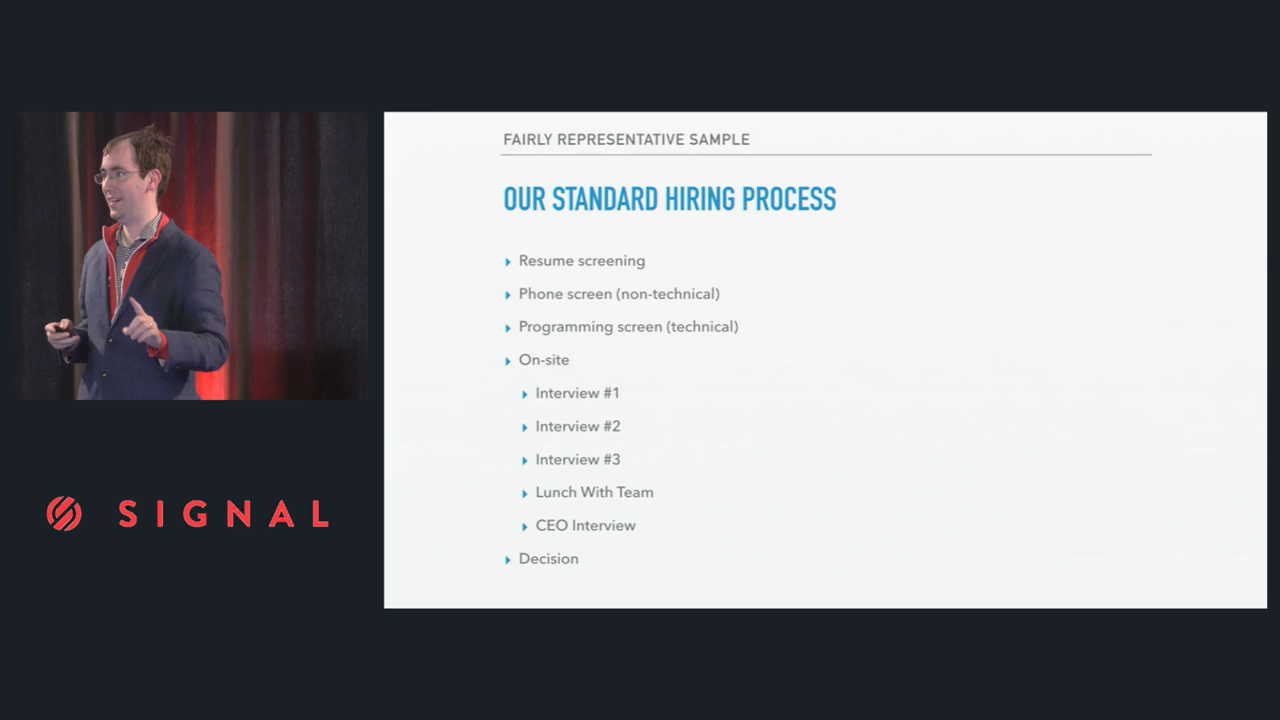 FAIRLY REPRESENTATIVE SAMPLE
OUR STANDARD HIRING PROCESS
Resume screening
Phone screen (non-technical)
Programming screen (technical)
On-site
Interview #1
Interview #2
Interview #3
Lunch With Team
CEO Interview
Decision
SIGNAL